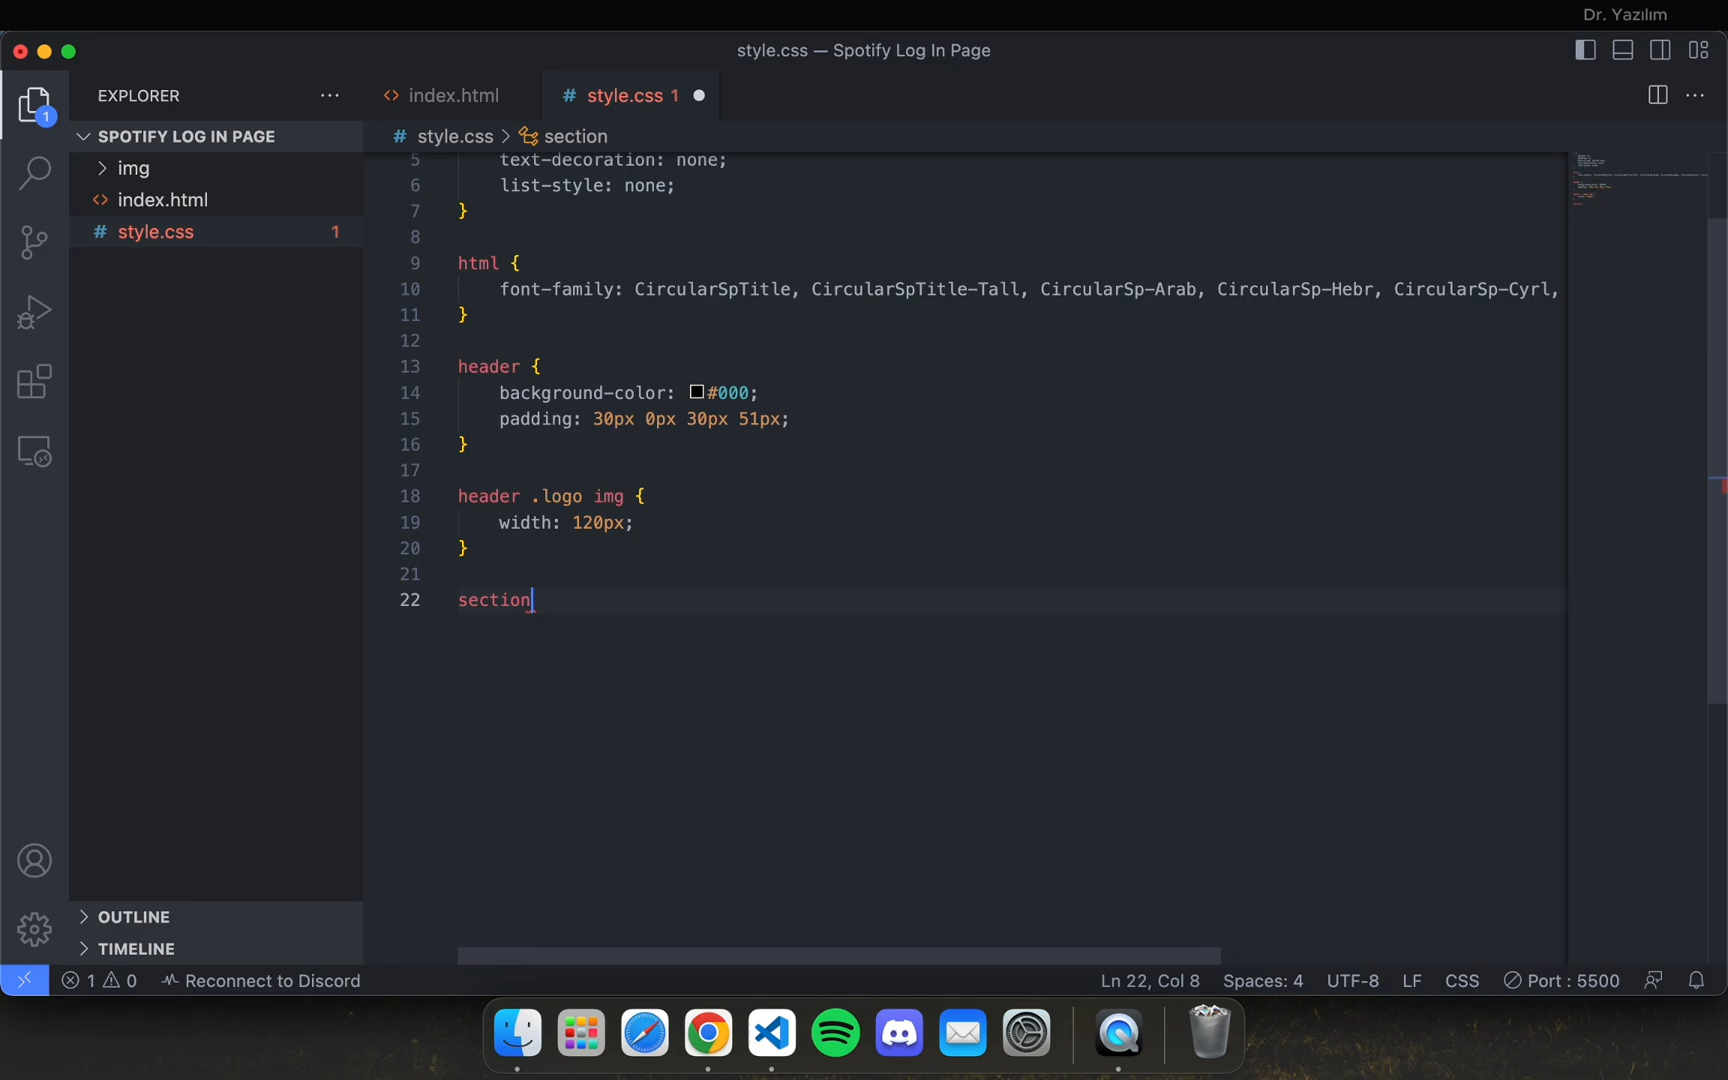 Dr. Yazılım
style.css — Spotify Log In Page
EXPLORER
index.html
# style.css 1
SPOTIFY LOG IN PAGE
# style.css > section
img
index.html
# style.css 1
5 text-decoration: none;
6 list-style: none;
7 }
8
9 html {
10 font-family: CircularSpTitle, CircularSpTitle-Tall, CircularSp-Arab, CircularSp-Hebr, CircularSp-Cyrl,
11 }
12
13 header {
14 background-color: #000;
15 padding: 30px 0px 30px 51px;
16 }
17
18 header .logo img {
19 width: 120px;
20 }
21
22 section
OUTLINE
TIMELINE
1 0 Reconnect to Discord
Ln 22, Col 8 Spaces: 4 UTF-8 LF CSS Port : 5500
1